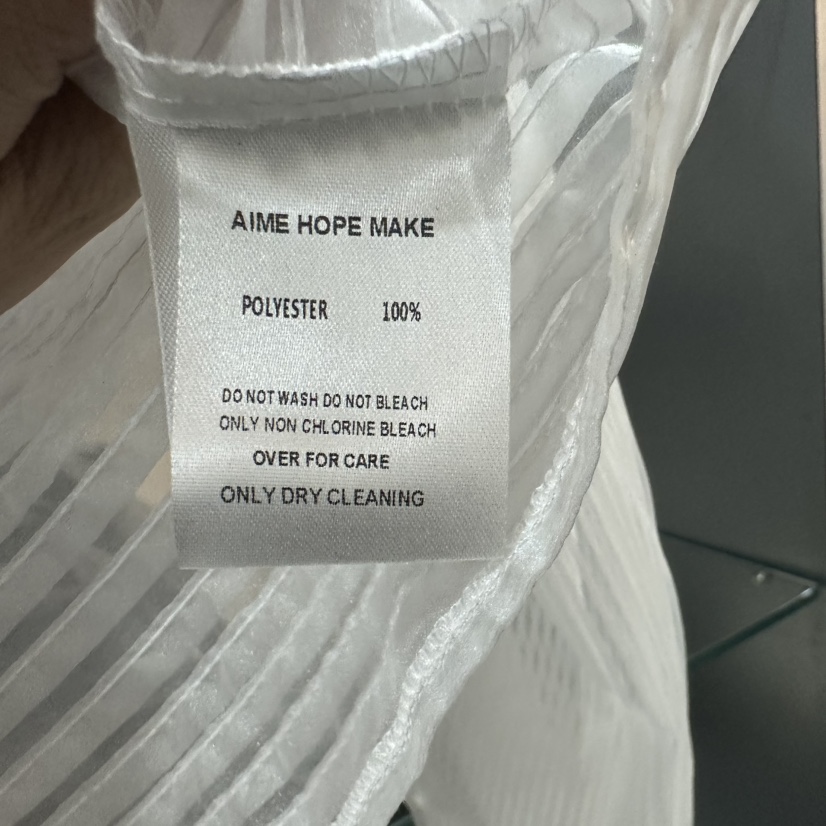 AIME HOPE MAKE
POLYESTER 100%
DO NOT WASH DO NOT BLEACH
ONLY NON CHLORINE BLEACH
OVER FOR CARE
ONLY DRY CLEANING